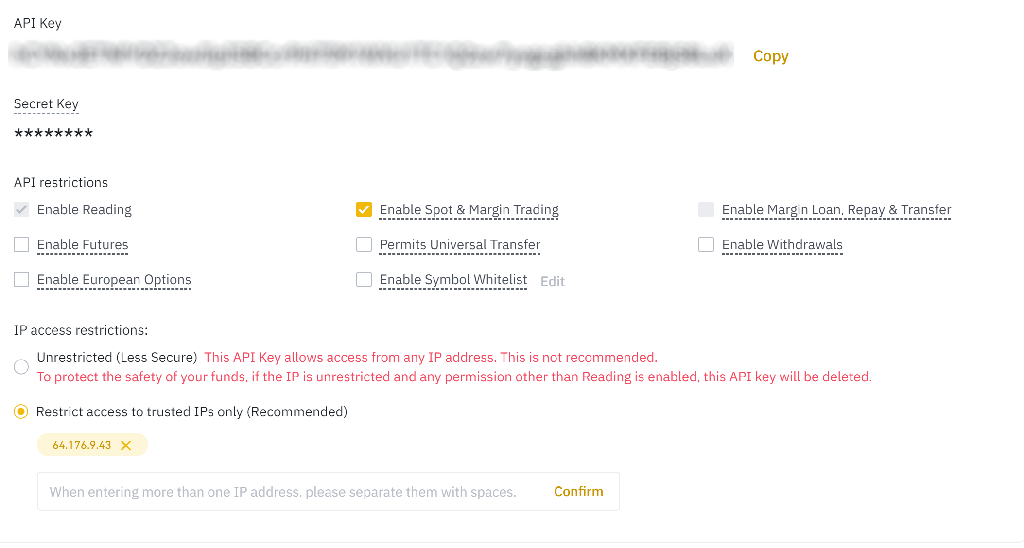 API Key
Copy
Secret Key
********
API restrictions
Enable Reading Enable Spot & Margin Trading Enable Margin Loan, Repay & Transfer
Enable Futures Permits Universal Transfer Enable Withdrawals
Enable European Options Enable Symbol Whitelist Edit
IP access restrictions:
Unrestricted (Less Secure) This API Key allows access from any IP address. This is not recommended.
To protect the safety of your funds, if the IP is unrestricted and any permission other than Reading is enabled, this API key will be deleted.
Restrict access to trusted IPs only (Recommended)
64.176.9.43
When entering more than one IP address, please separate them with spaces. Confirm